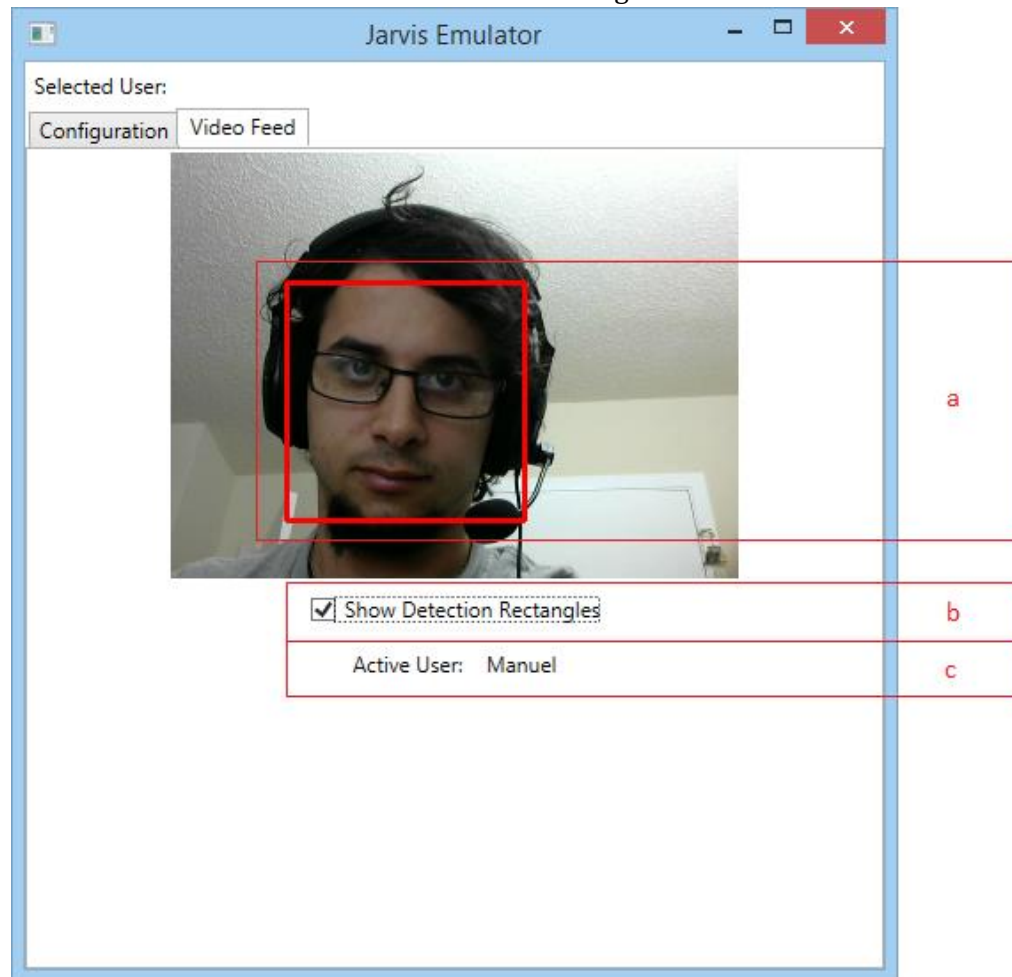 Jarvis Emulator
Selected User:
Configuration Video Feed
a
Show Detection Rectangles b
Active User: Manuel c